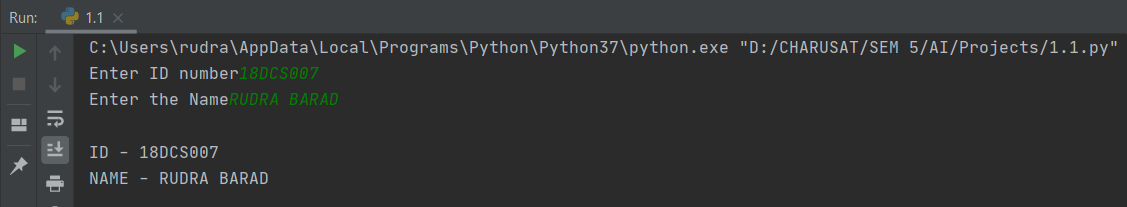 Run: 1.1
C:\Users\rudra\AppData\Local\Programs\Python\Python37\python.exe "D:/CHARUSAT/SEM 5/AI/Projects/1.1.py"
Enter ID number18DCS007
Enter the NameRUDRA BARAD
ID - 18DCS007
NAME - RUDRA BARAD